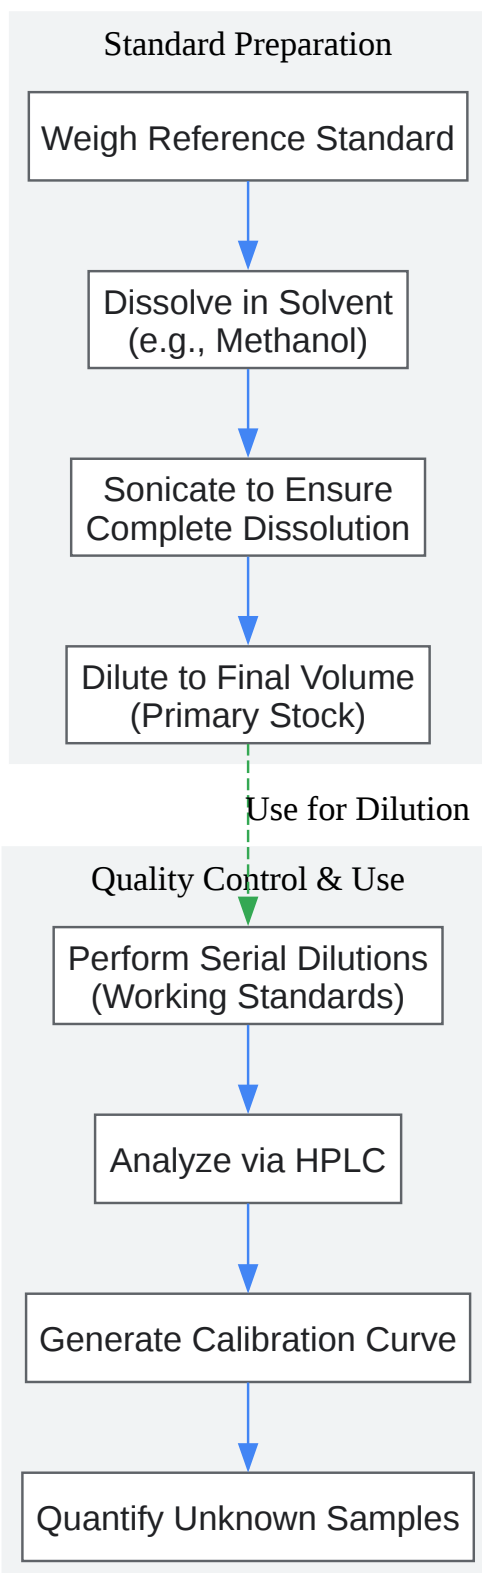 Standard Preparation
Weigh Reference Standard
Dissolve in Solvent
(e.g., Methanol)
Sonicate to Ensure
Complete Dissolution
Dilute to Final Volume
(Primary Stock)
Use for Dilution
Quality Control & Use
Perform Serial Dilutions
(Working Standards)
Analyze via HPLC
Generate Calibration Curve
Quantify Unknown Samples